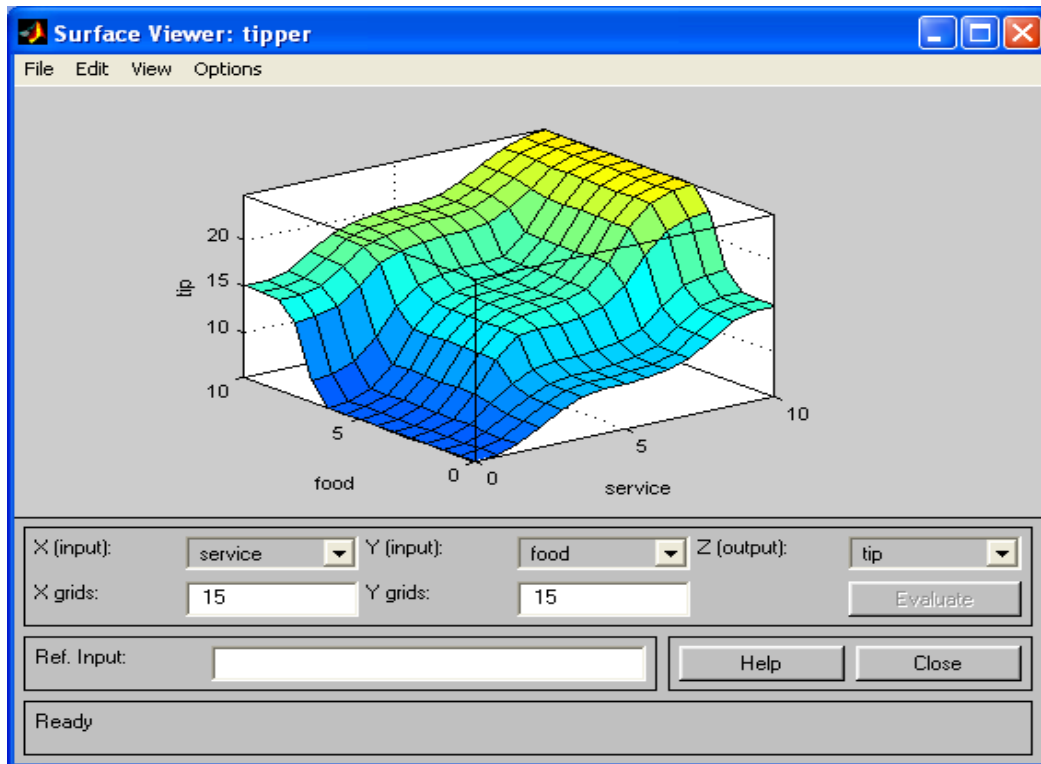 Surface Viewer: tipper
File Edit View Options
20
15
10
tip
10
5
0
food
0
5
10
service
X (input):
service
Y (input):
food
Z (output):
tip
X grids:
15
Y grids:
15
Evaluate
Ref. Input:
Help
Close
Ready